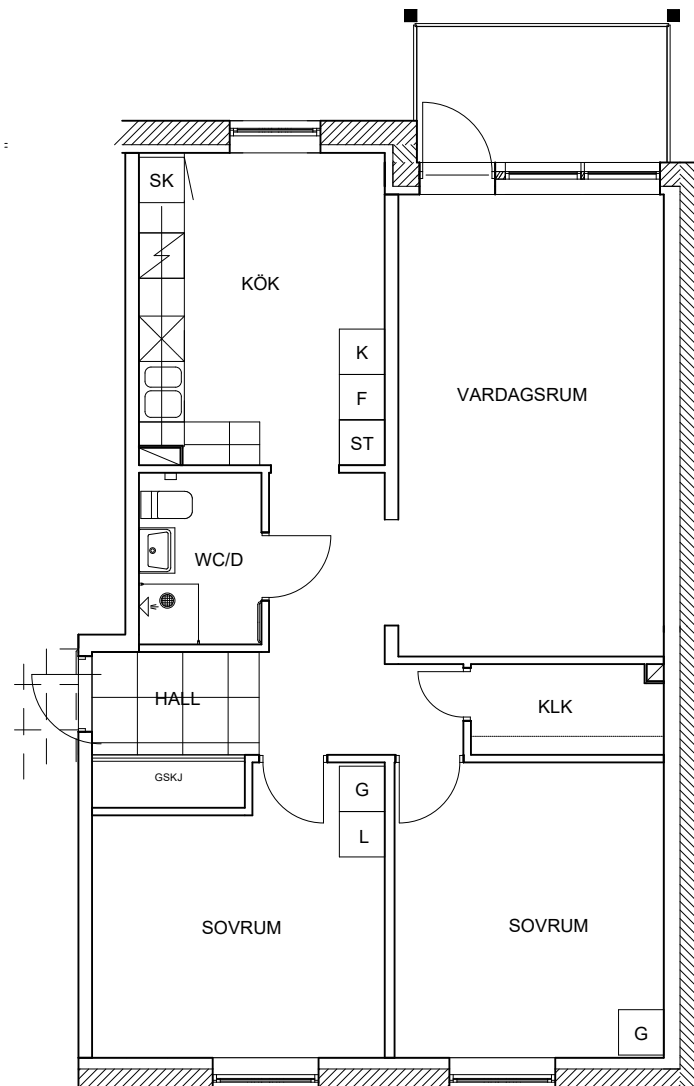 SK
KÖK
K
F
ST
VARDAGSRUM
WC/D
HALL
KLK
GSKJ
G
L
SOVRUM
SOVRUM
G